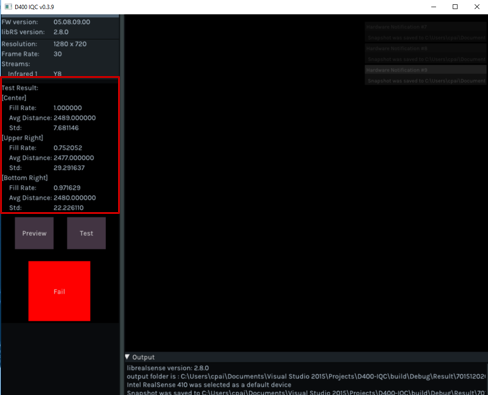 D400 IQC v0.3.9
FW version: 05.08.09.00
libRS version: 2.8.0
Resolution: 1280 x 720
Frame Rate: 30
Streams:
Infrared 1 Y8
Test Result:
[Center]
Fill Rate: 1.000000
Avg Distance: 2489.000000
Std: 7.681146
[Upper Right]
Fill Rate: 0.752052
Avg Distance: 2477.000000
Std: 29.291637
[Bottom Right]
Fill Rate: 0.971629
Avg Distance: 2480.000000
Std: 22.226110
Preview Test
Fail
Hardware Notification #7
Snapshot was saved to C:\Users\cpai\Document
Hardware Notification #8
Snapshot was saved to C:\Users\cpai\Document
Hardware Notification #9
Snapshot was saved to C:\Users\cpai\Document
Output
librealsense version: 2.8.0
output folder is : C:\Users\cpai\Documents\Visual Studio 2015\Projects\D400-IQC\build\Debug\Result\701512020
Intel RealSense 410 was selected as a default device
Snapshot was saved to C:\Users\cpai\Documents\Visual Studio 2015\Projects\D400-IQC\build\Debug\Result\70